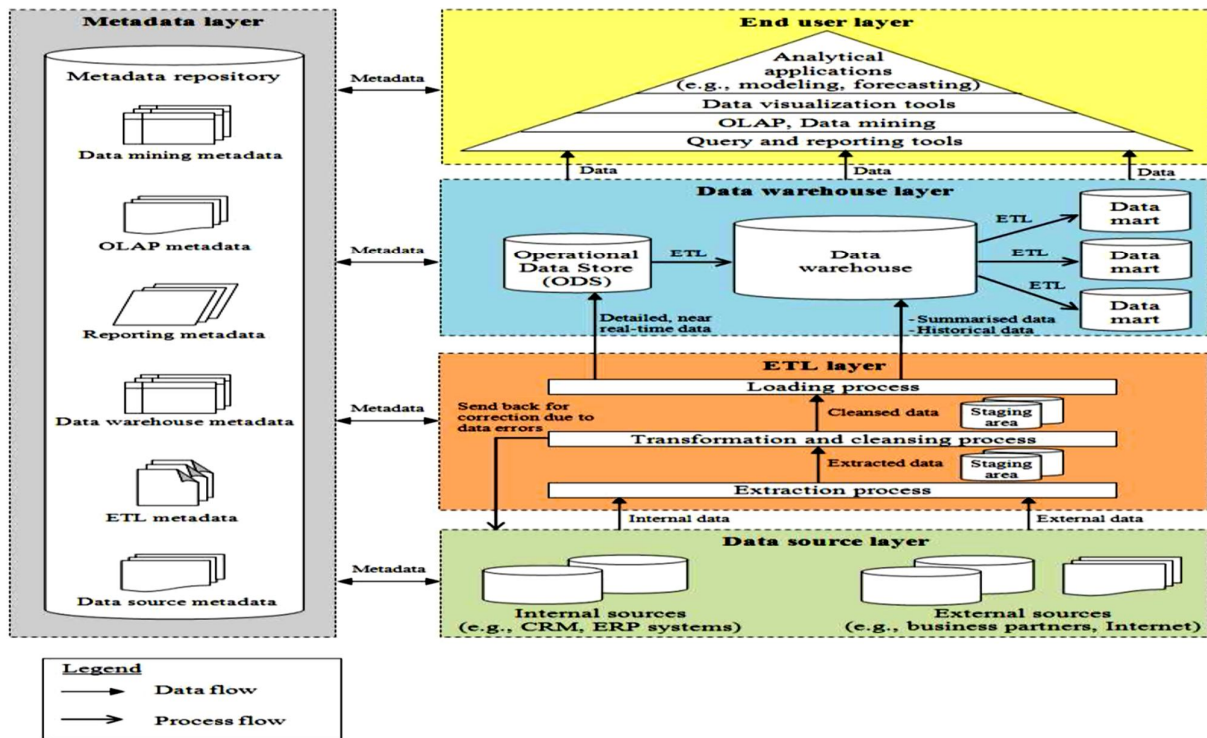 Metadata layer
Metadata repository
Data mining metadata
OLAP metadata
Reporting metadata
Data warehouse metadata
ETL metadata
Data source metadata
Metadata
Metadata
Metadata
Metadata
End user layer
Analytical
applications
(e.g., modeling, forecasting)
Data visualization tools
OLAP, Data mining
Query and reporting tools
Data
Data
Data
Data warehouse layer
Operational
Data Store
(ODS)
ETL
Data
warehouse
ETL
ETL
ETL
Data
mart
Data
mart
Data
mart
Detailed, near
real-time data
- Summarised data
-Historical data
ETL layer
Loading process
Send back for
correction due to
data errors
Cleansed data
Staging
area
Transformation and cleansing process
Extracted data
Staging
area
Extraction process
Internal data
External data
Data source layer
Internal sources
(e.g., CRM, ERP systems)
External sources
(e.g., business partners, Internet)
Legend
Data flow
Process flow